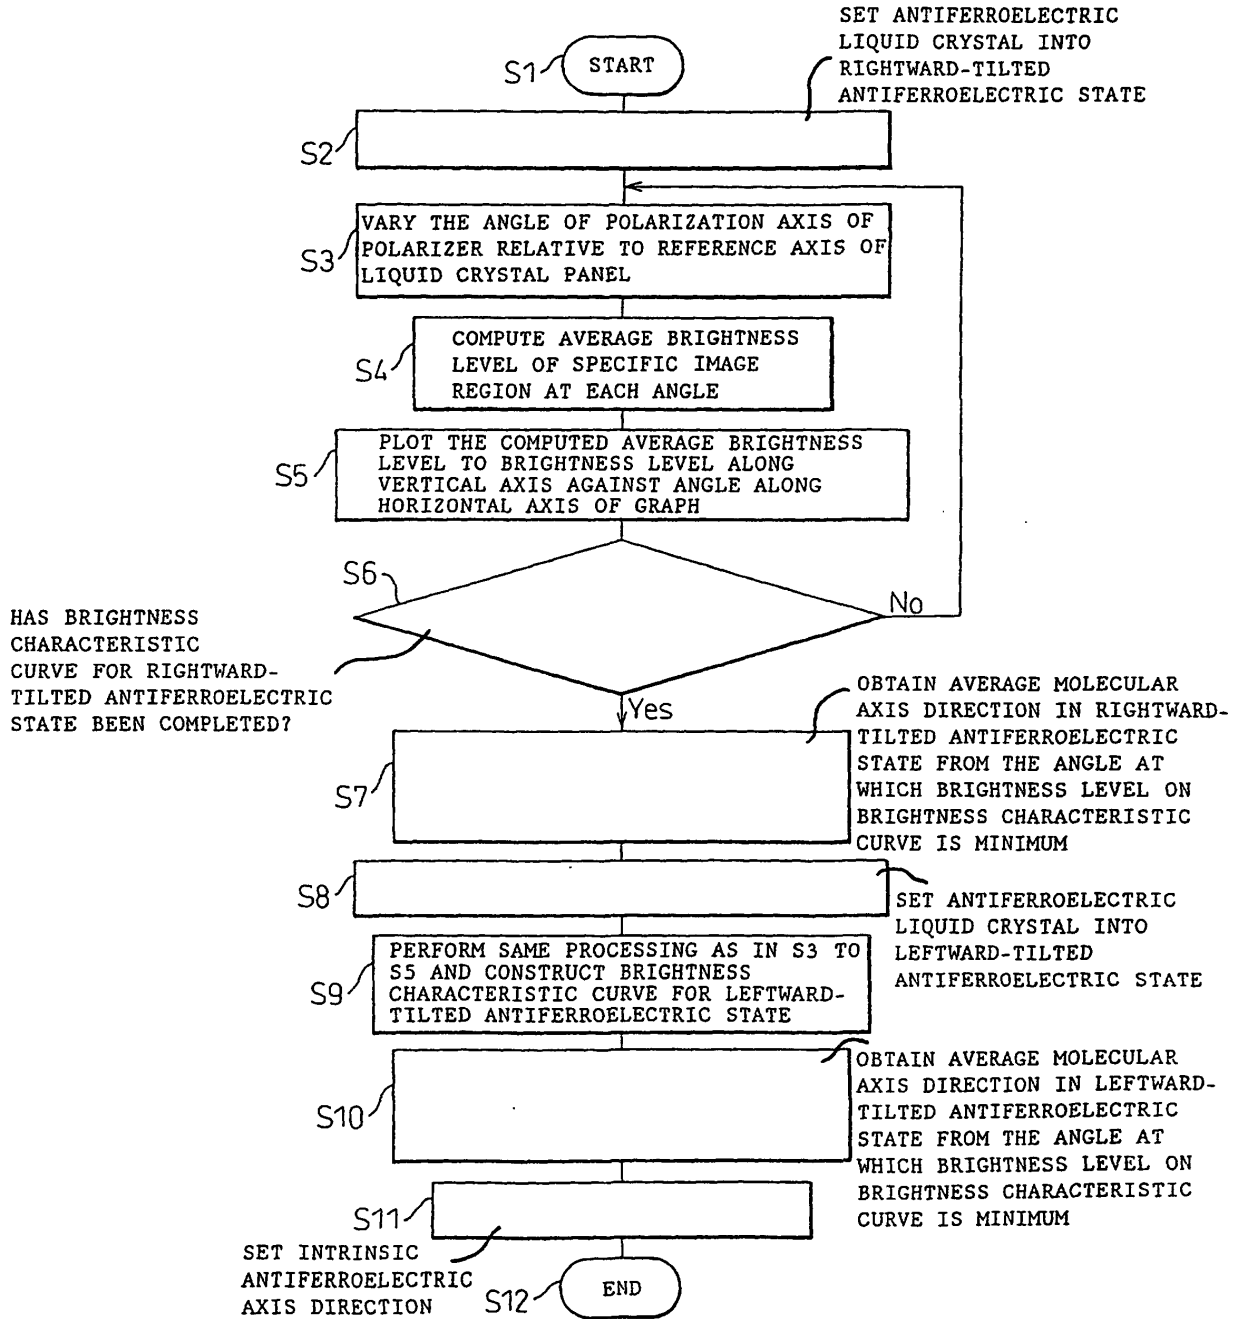 SET ANTIFERROELECTRIC
LIQUID CRYSTAL INTO
RIGHTWARD-TILTED
ANTIFERROELECTRIC STATE
S1
START
S2
S3
VARY THE ANGLE OF POLARIZATION AXIS OF
POLARIZER RELATIVE TO REFERENCE AXIS OF
LIQUID CRYSTAL PANEL
S4
COMPUTE AVERAGE BRIGHTNESS
LEVEL OF SPECIFIC IMAGE
REGION AT EACH ANGLE
S5
PLOT THE COMPUTED AVERAGE BRIGHTNESS
LEVEL TO BRIGHTNESS LEVEL ALONG
VERTICAL AXIS AGAINST ANGLE ALONG
HORIZONTAL AXIS OF GRAPH
S6
No
HAS BRIGHTNESS
CHARACTERISTIC
CURVE FOR RIGHTWARD-
TILTED ANTIFERROELECTRIC
STATE BEEN COMPLETED?
Yes
S7
OBTAIN AVERAGE MOLECULAR
AXIS DIRECTION IN RIGHTWARD-
TILTED ANTIFERROELECTRIC
STATE FROM THE ANGLE AT
WHICH BRIGHTNESS LEVEL ON
BRIGHTNESS CHARACTERISTIC
CURVE IS MINIMUM
S8
SET ANTIFERROELECTRIC
LIQUID CRYSTAL INTO
LEFTWARD-TILTED
ANTIFERROELECTRIC STATE
S9
PERFORM SAME PROCESSING AS IN S3 TO
S5 AND CONSTRUCT BRIGHTNESS
CHARACTERISTIC CURVE FOR LEFTWARD-
TILTED ANTIFERROELECTRIC STATE
S10
OBTAIN AVERAGE MOLECULAR
AXIS DIRECTION IN LEFTWARD-
TILTED ANTIFERROELECTRIC
STATE FROM THE ANGLE AT
WHICH BRIGHTNESS LEVEL ON
BRIGHTNESS CHARACTERISTIC
CURVE IS MINIMUM
S11
SET INTRINSIC
ANTIFERROELECTRIC
AXIS DIRECTION
S12
END